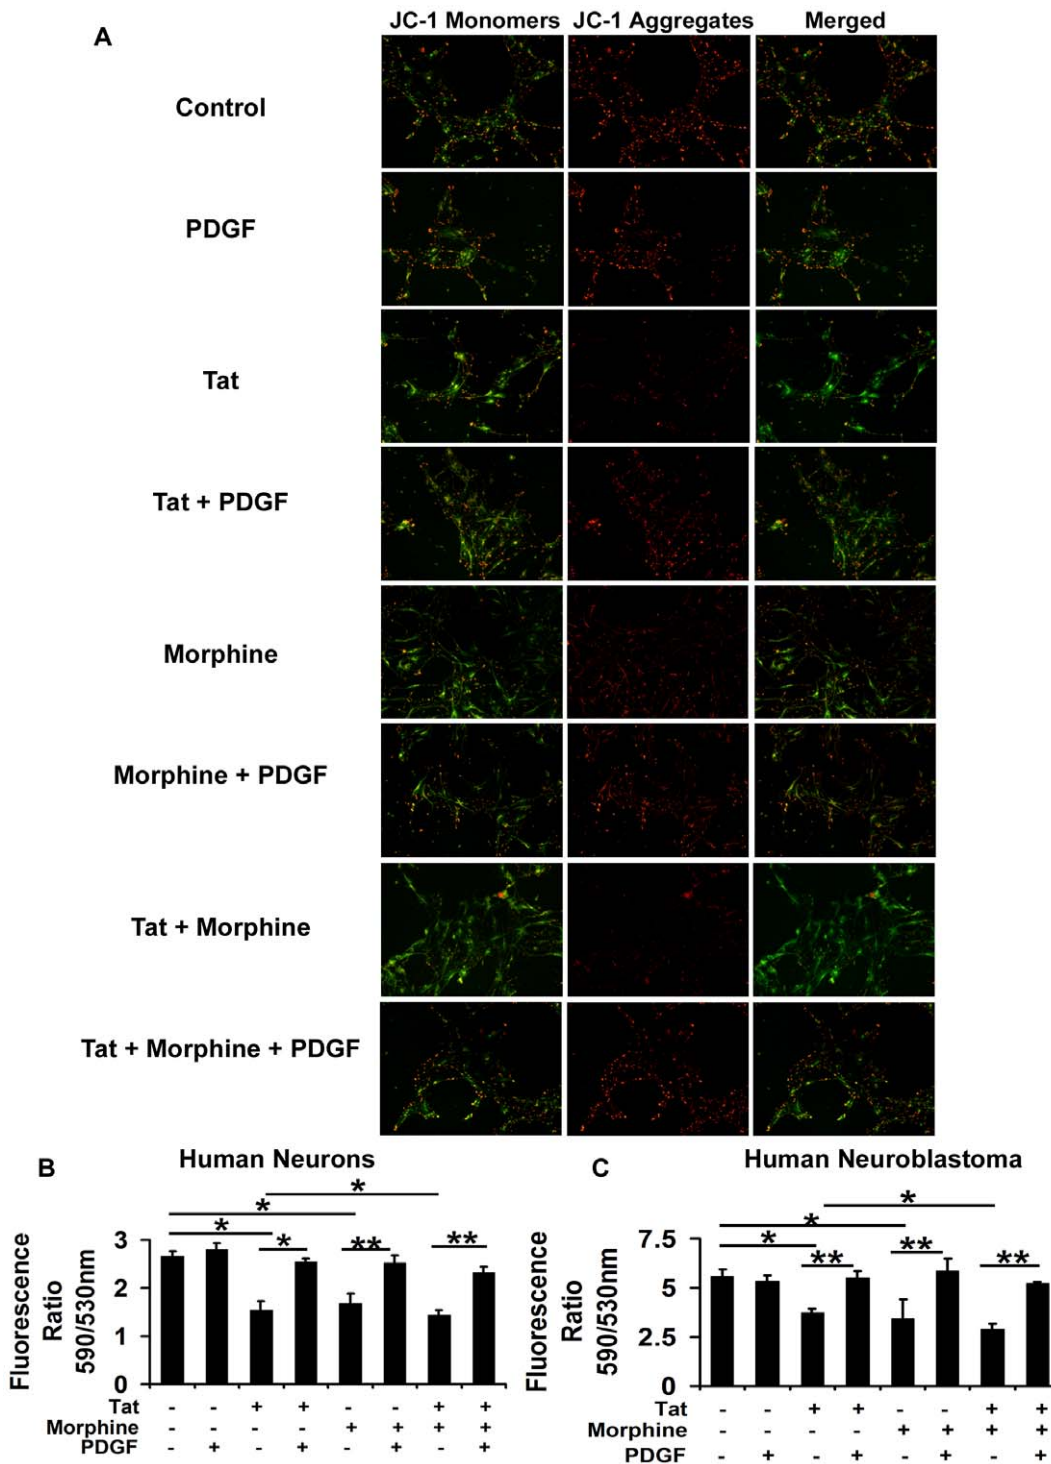 A
JC-1 Monomers JC-1 Aggregates Merged
Control
PDGF
Tat
Tat + PDGF
Morphine
Morphine + PDGF
Tat + Morphine
Tat + Morphine + PDGF
B
Human Neurons
*
*
* * ** **
Fluorescence
Ratio
590/530nm
3
2
1
0
Tat - - + + - - + +
Morphine - - - - + + + +
PDGF - + - + - + - +
C
Human Neuroblastoma
*
*
* ** ** **
Fluorescence
Ratio
590/530nm
7.5
5
2.5
0
Tat - - + + - - + +
Morphine - - - - + + + +
PDGF - + - + - + - +